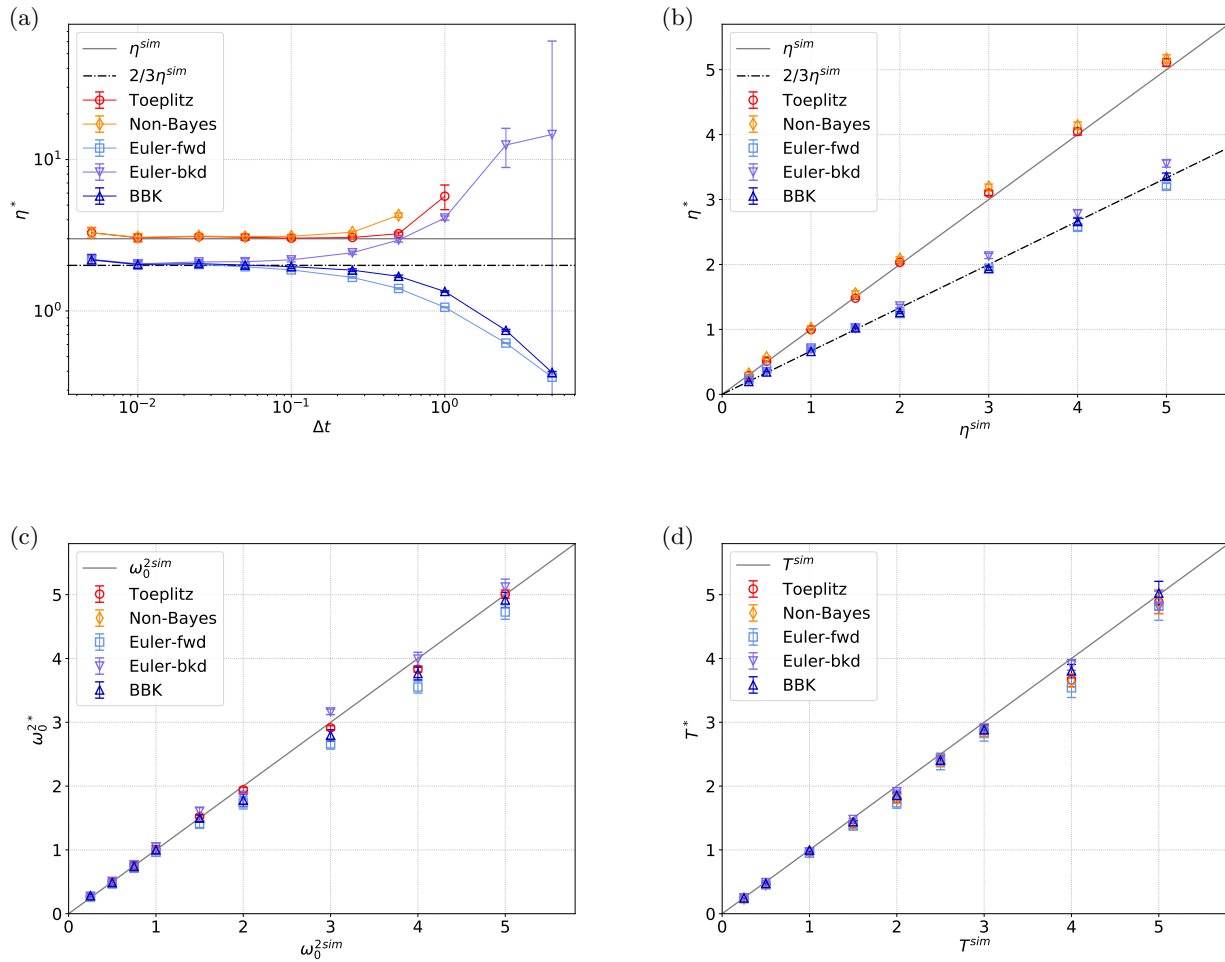 (a)
η^sim
2/3η^sim
Toeplitz
Non-Bayes
Euler-fwd
Euler-bkd
BBK
10^1
10^0
η^*
10^−2
10^−1
10^0
Δt
(b)
η^sim
2/3η^sim
Toeplitz
Non-Bayes
Euler-fwd
Euler-bkd
BBK
5
4
3
2
1
0
η^*
0
1
2
3
4
5
η^sim
(c)
ω_0^2sim
Toeplitz
Non-Bayes
Euler-fwd
Euler-bkd
BBK
5
4
3
2
1
0
ω_0^2*
0
1
2
3
4
5
ω_0^2sim
(d)
T^sim
Toeplitz
Non-Bayes
Euler-fwd
Euler-bkd
BBK
5
4
3
2
1
0
T^*
0
1
2
3
4
5
T^sim